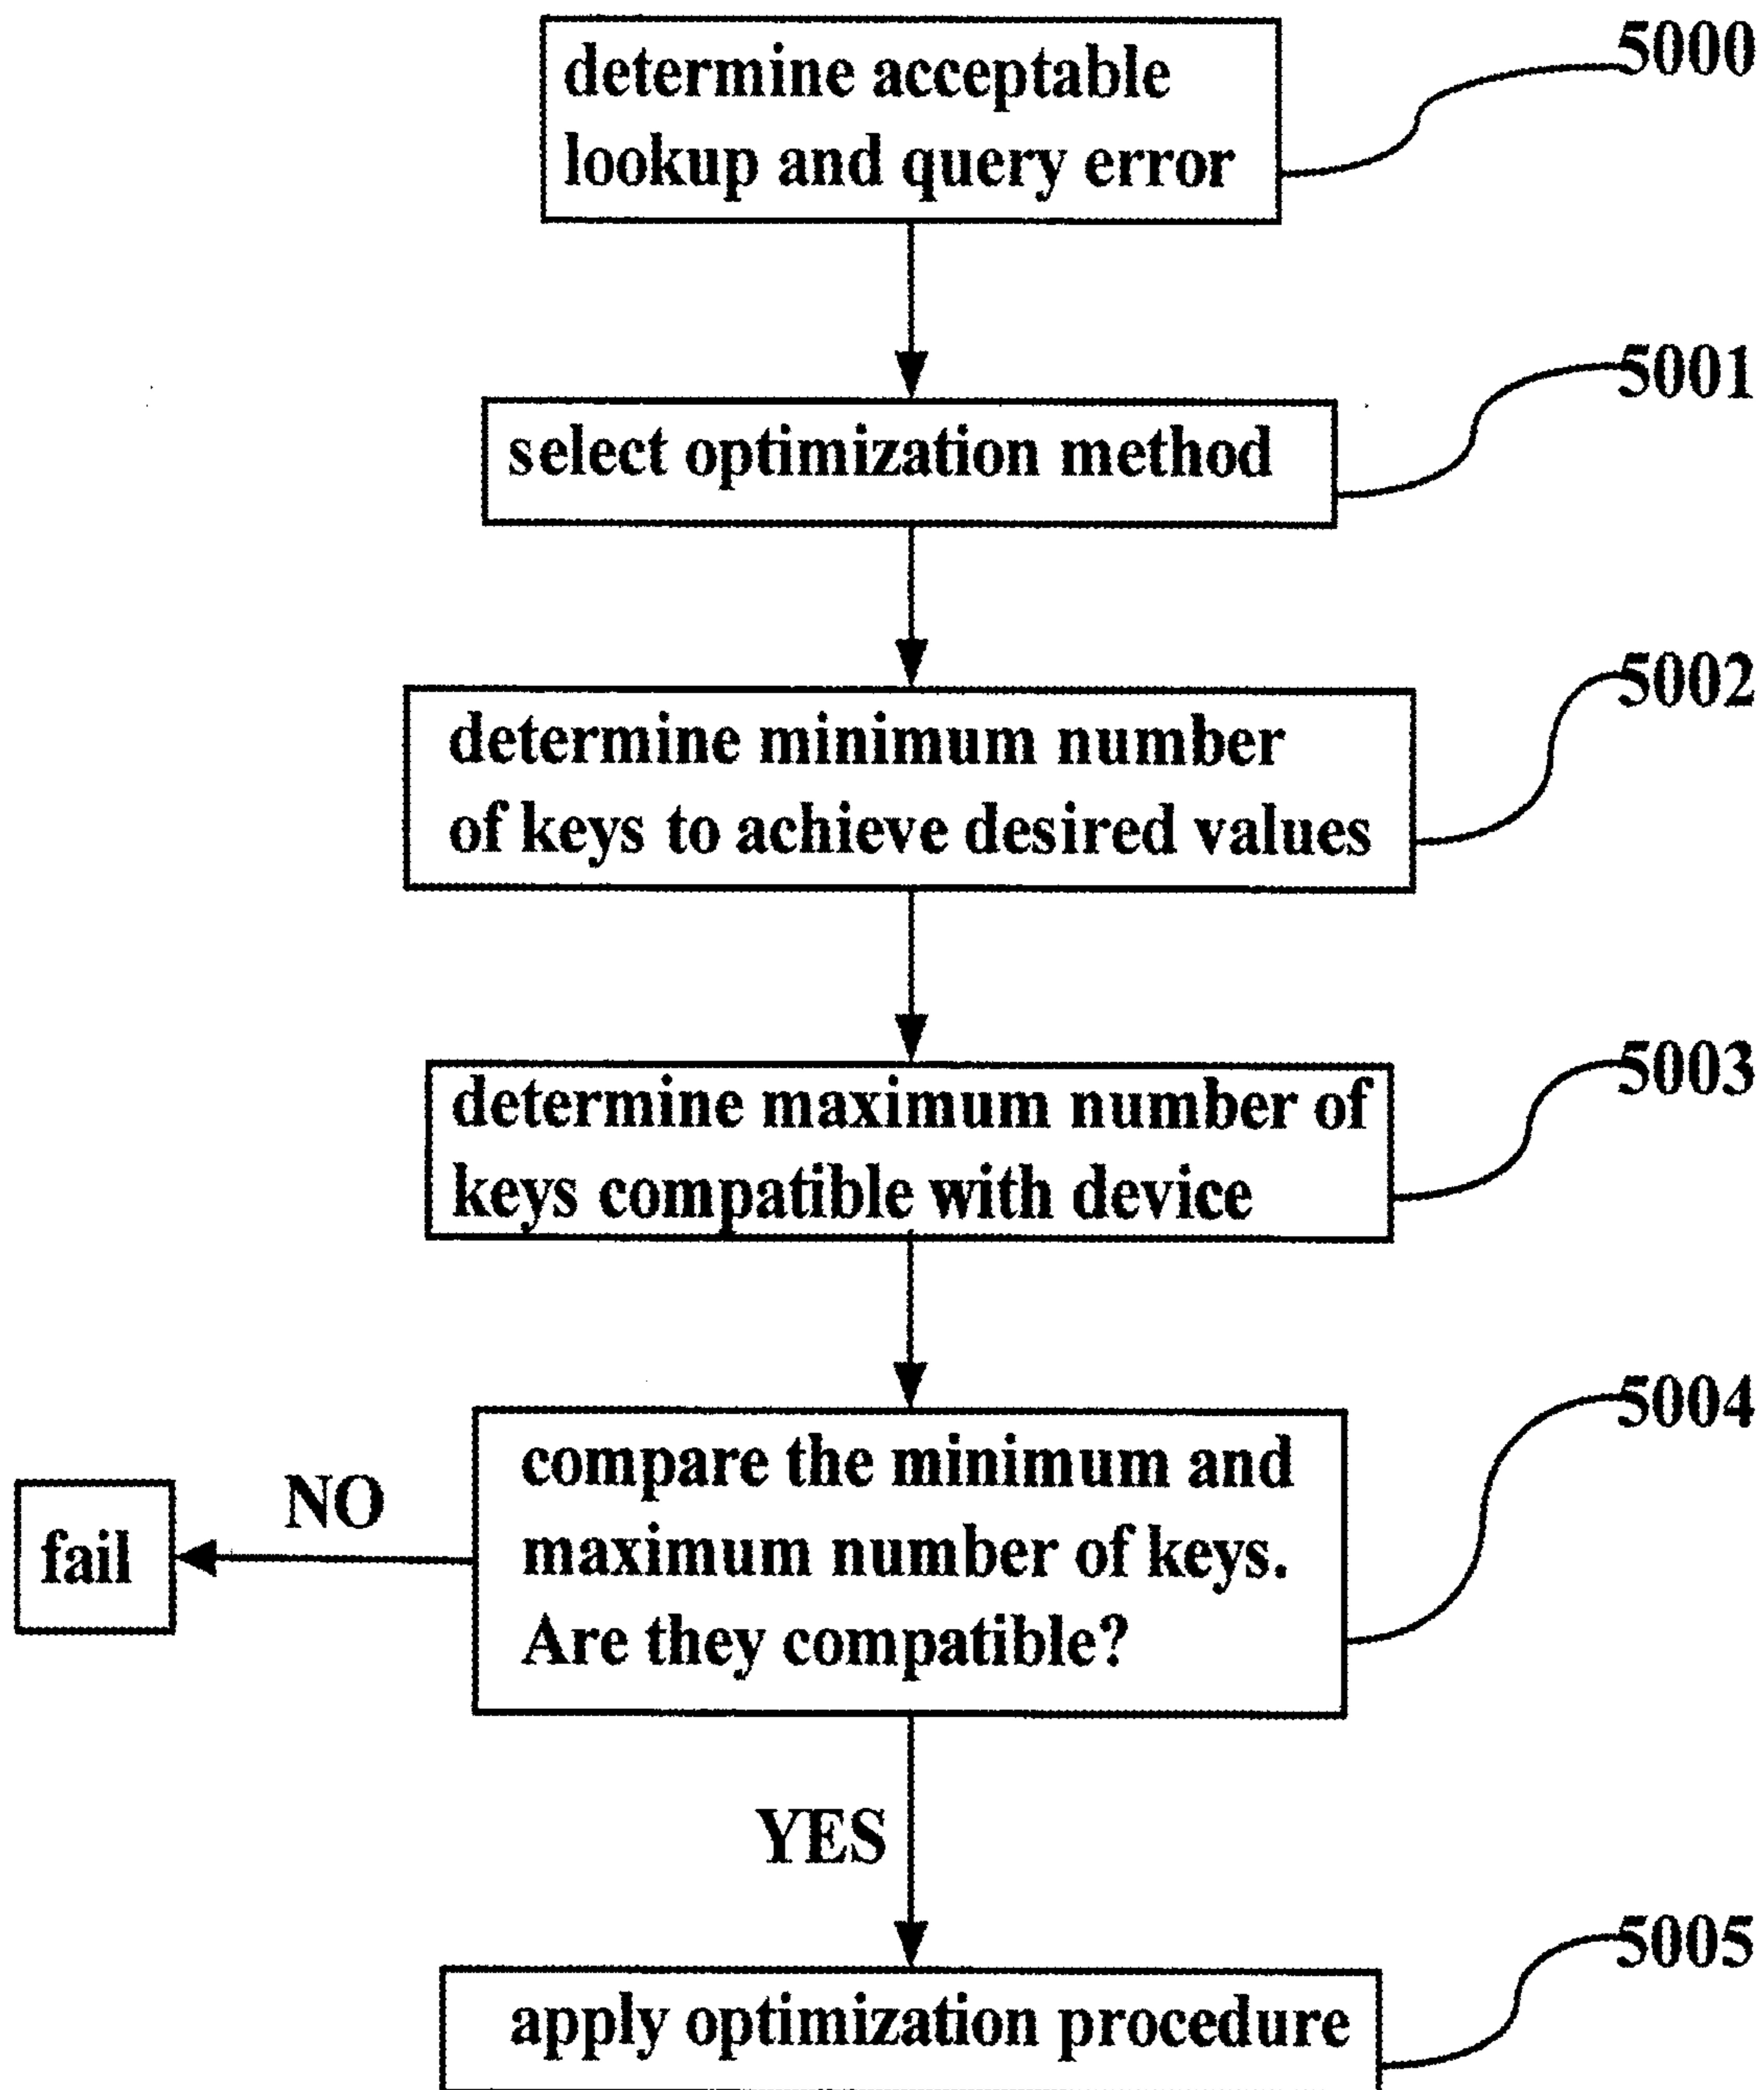 determine acceptable
lookup and query error
5000
select optimization method
5001
determine minimum number
of keys to achieve desired values
5002
determine maximum number of
keys compatible with device
5003
compare the minimum and
maximum number of keys.
Are they compatible?
5004
NO
fail
YES
apply optimization procedure
5005